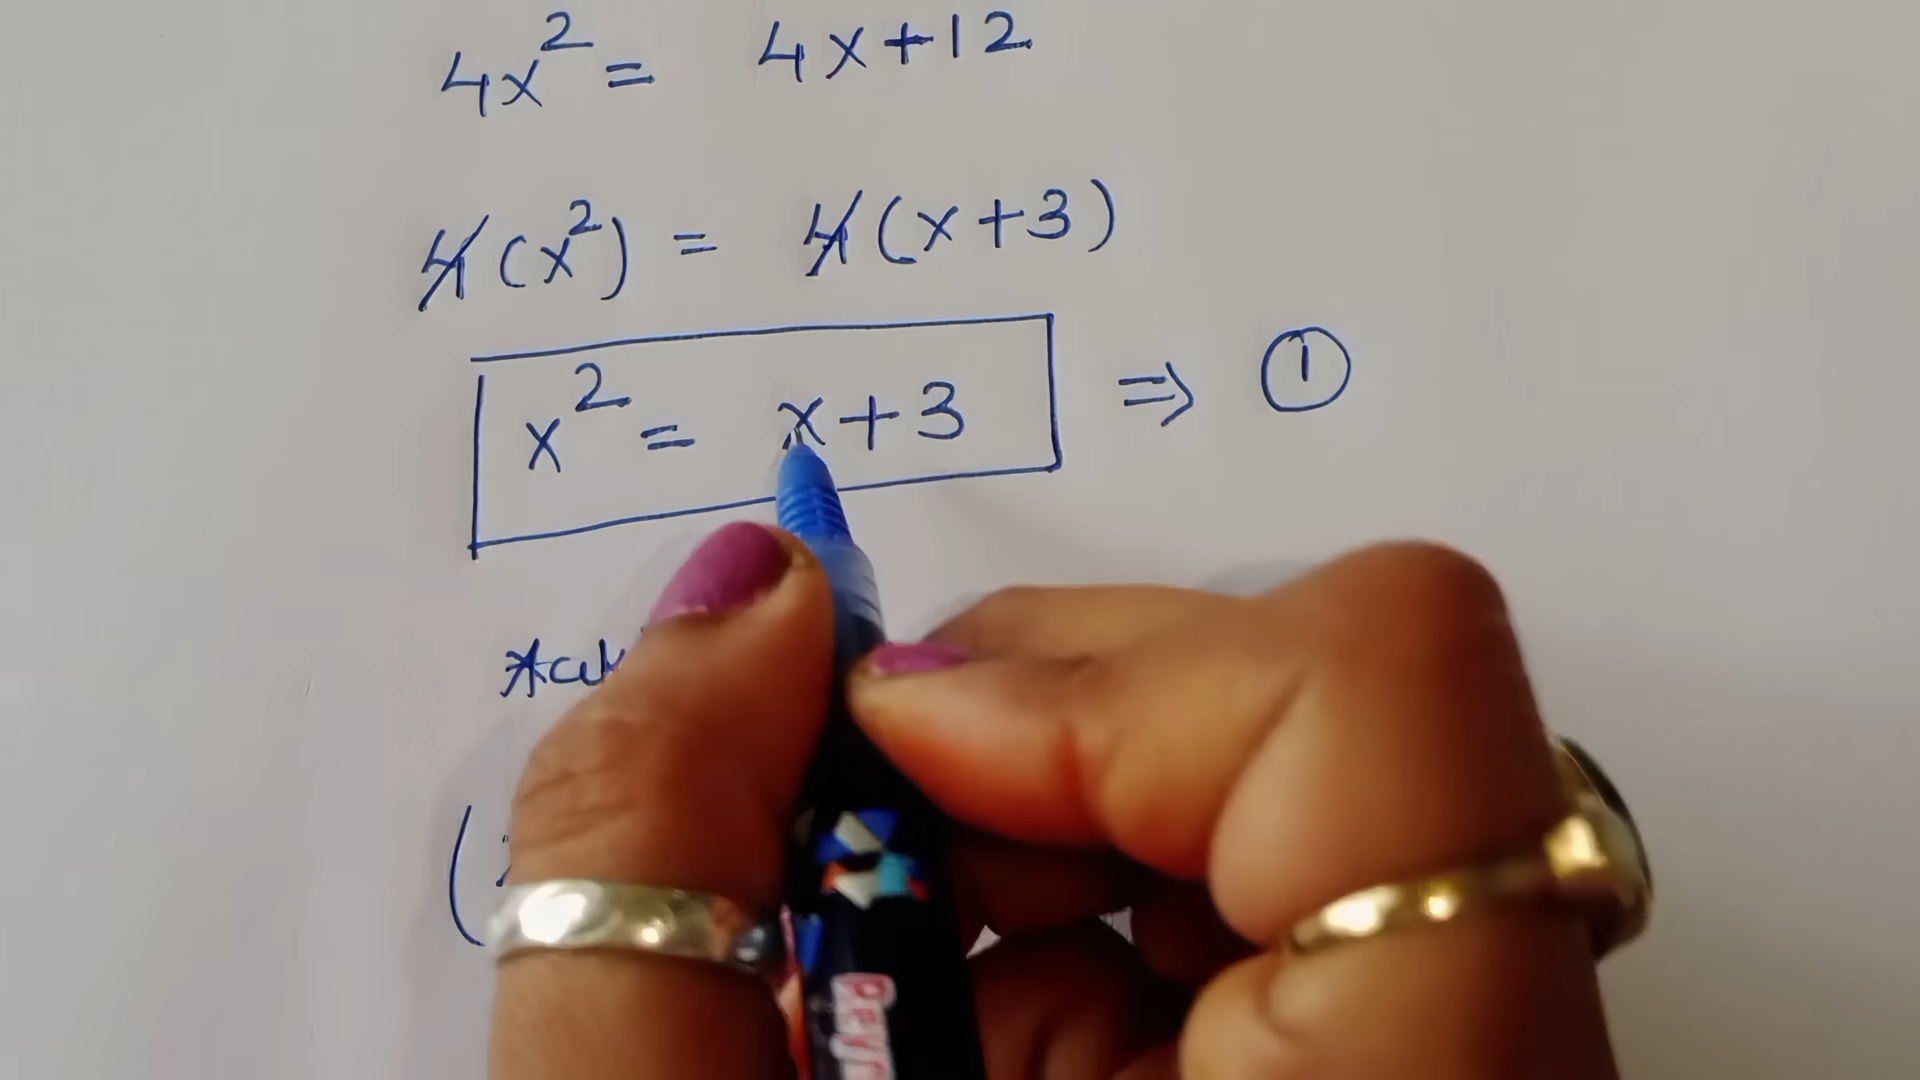 4x² = 4x+12
4(x²) = 4(x+3)
x² = x+3 ⇒ ①
(